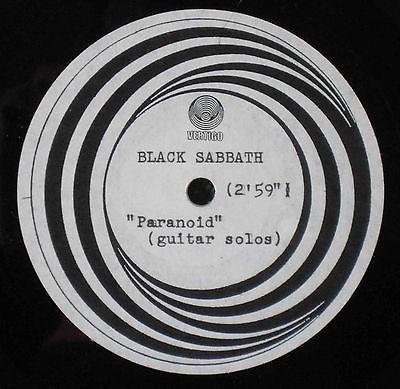 VERTIGO
BLACK SABBATH
(2'59")
"Paranoid"
(guitar solos)